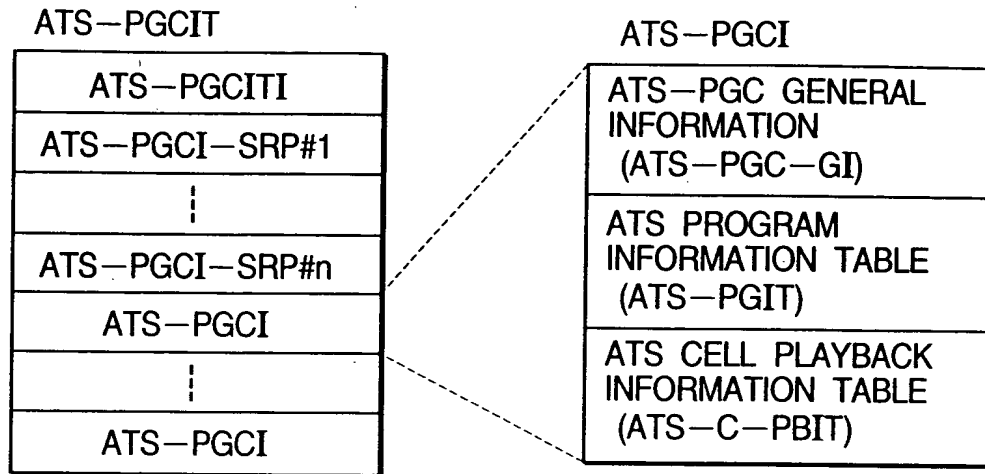 ATS-PGCIT
ATS-PGCITI
ATS-PGCI-SRP#1
ATS-PGCI-SRP#n
ATS-PGCI
ATS-PGCI
ATS-PGCI
ATS-PGC GENERAL
INFORMATION
(ATS-PGC-GI)
ATS PROGRAM
INFORMATION TABLE
(ATS-PGIT)
ATS CELL PLAYBACK
INFORMATION TABLE
(ATS-C-PBIT)